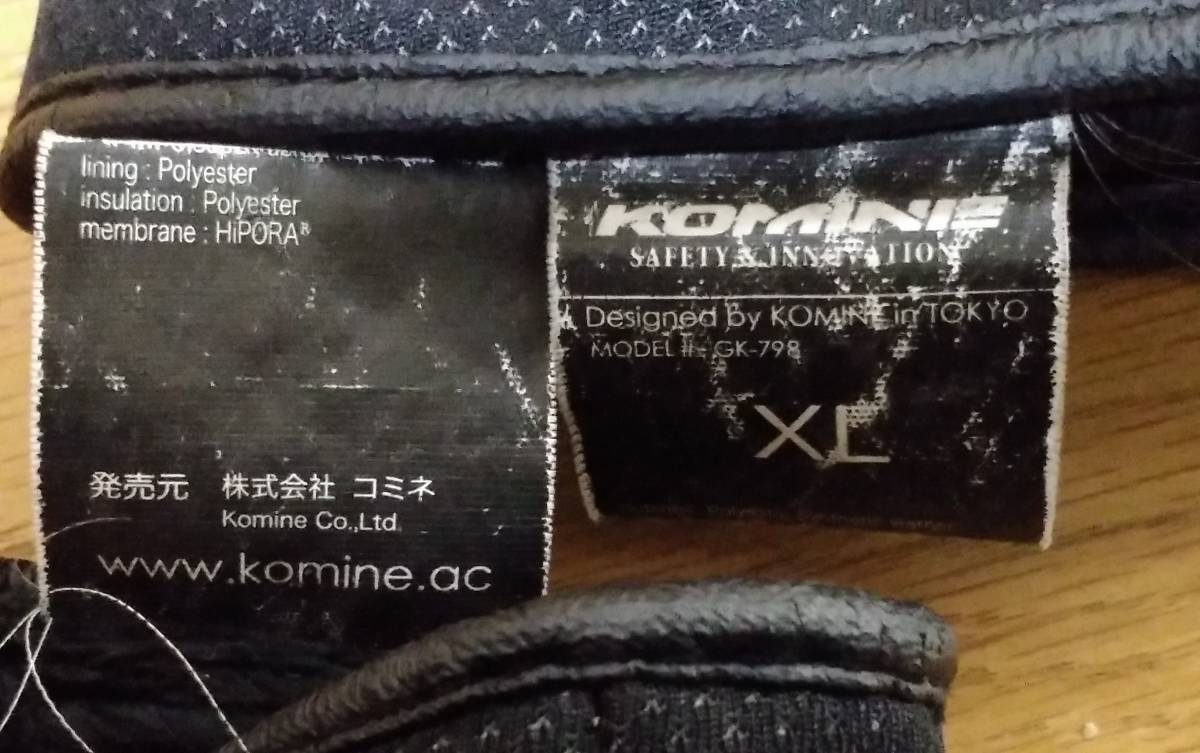 lining : Polyester
insulation : Polyester
membrane : HiPORA®
発売元 株式会社 コミネ
Komine Co.,Ltd.
www.komine.ac
KOMINE
SAFETY & INNOVATION
Designed by KOMINE in TOKYO
MODEL #: GK-798
XL